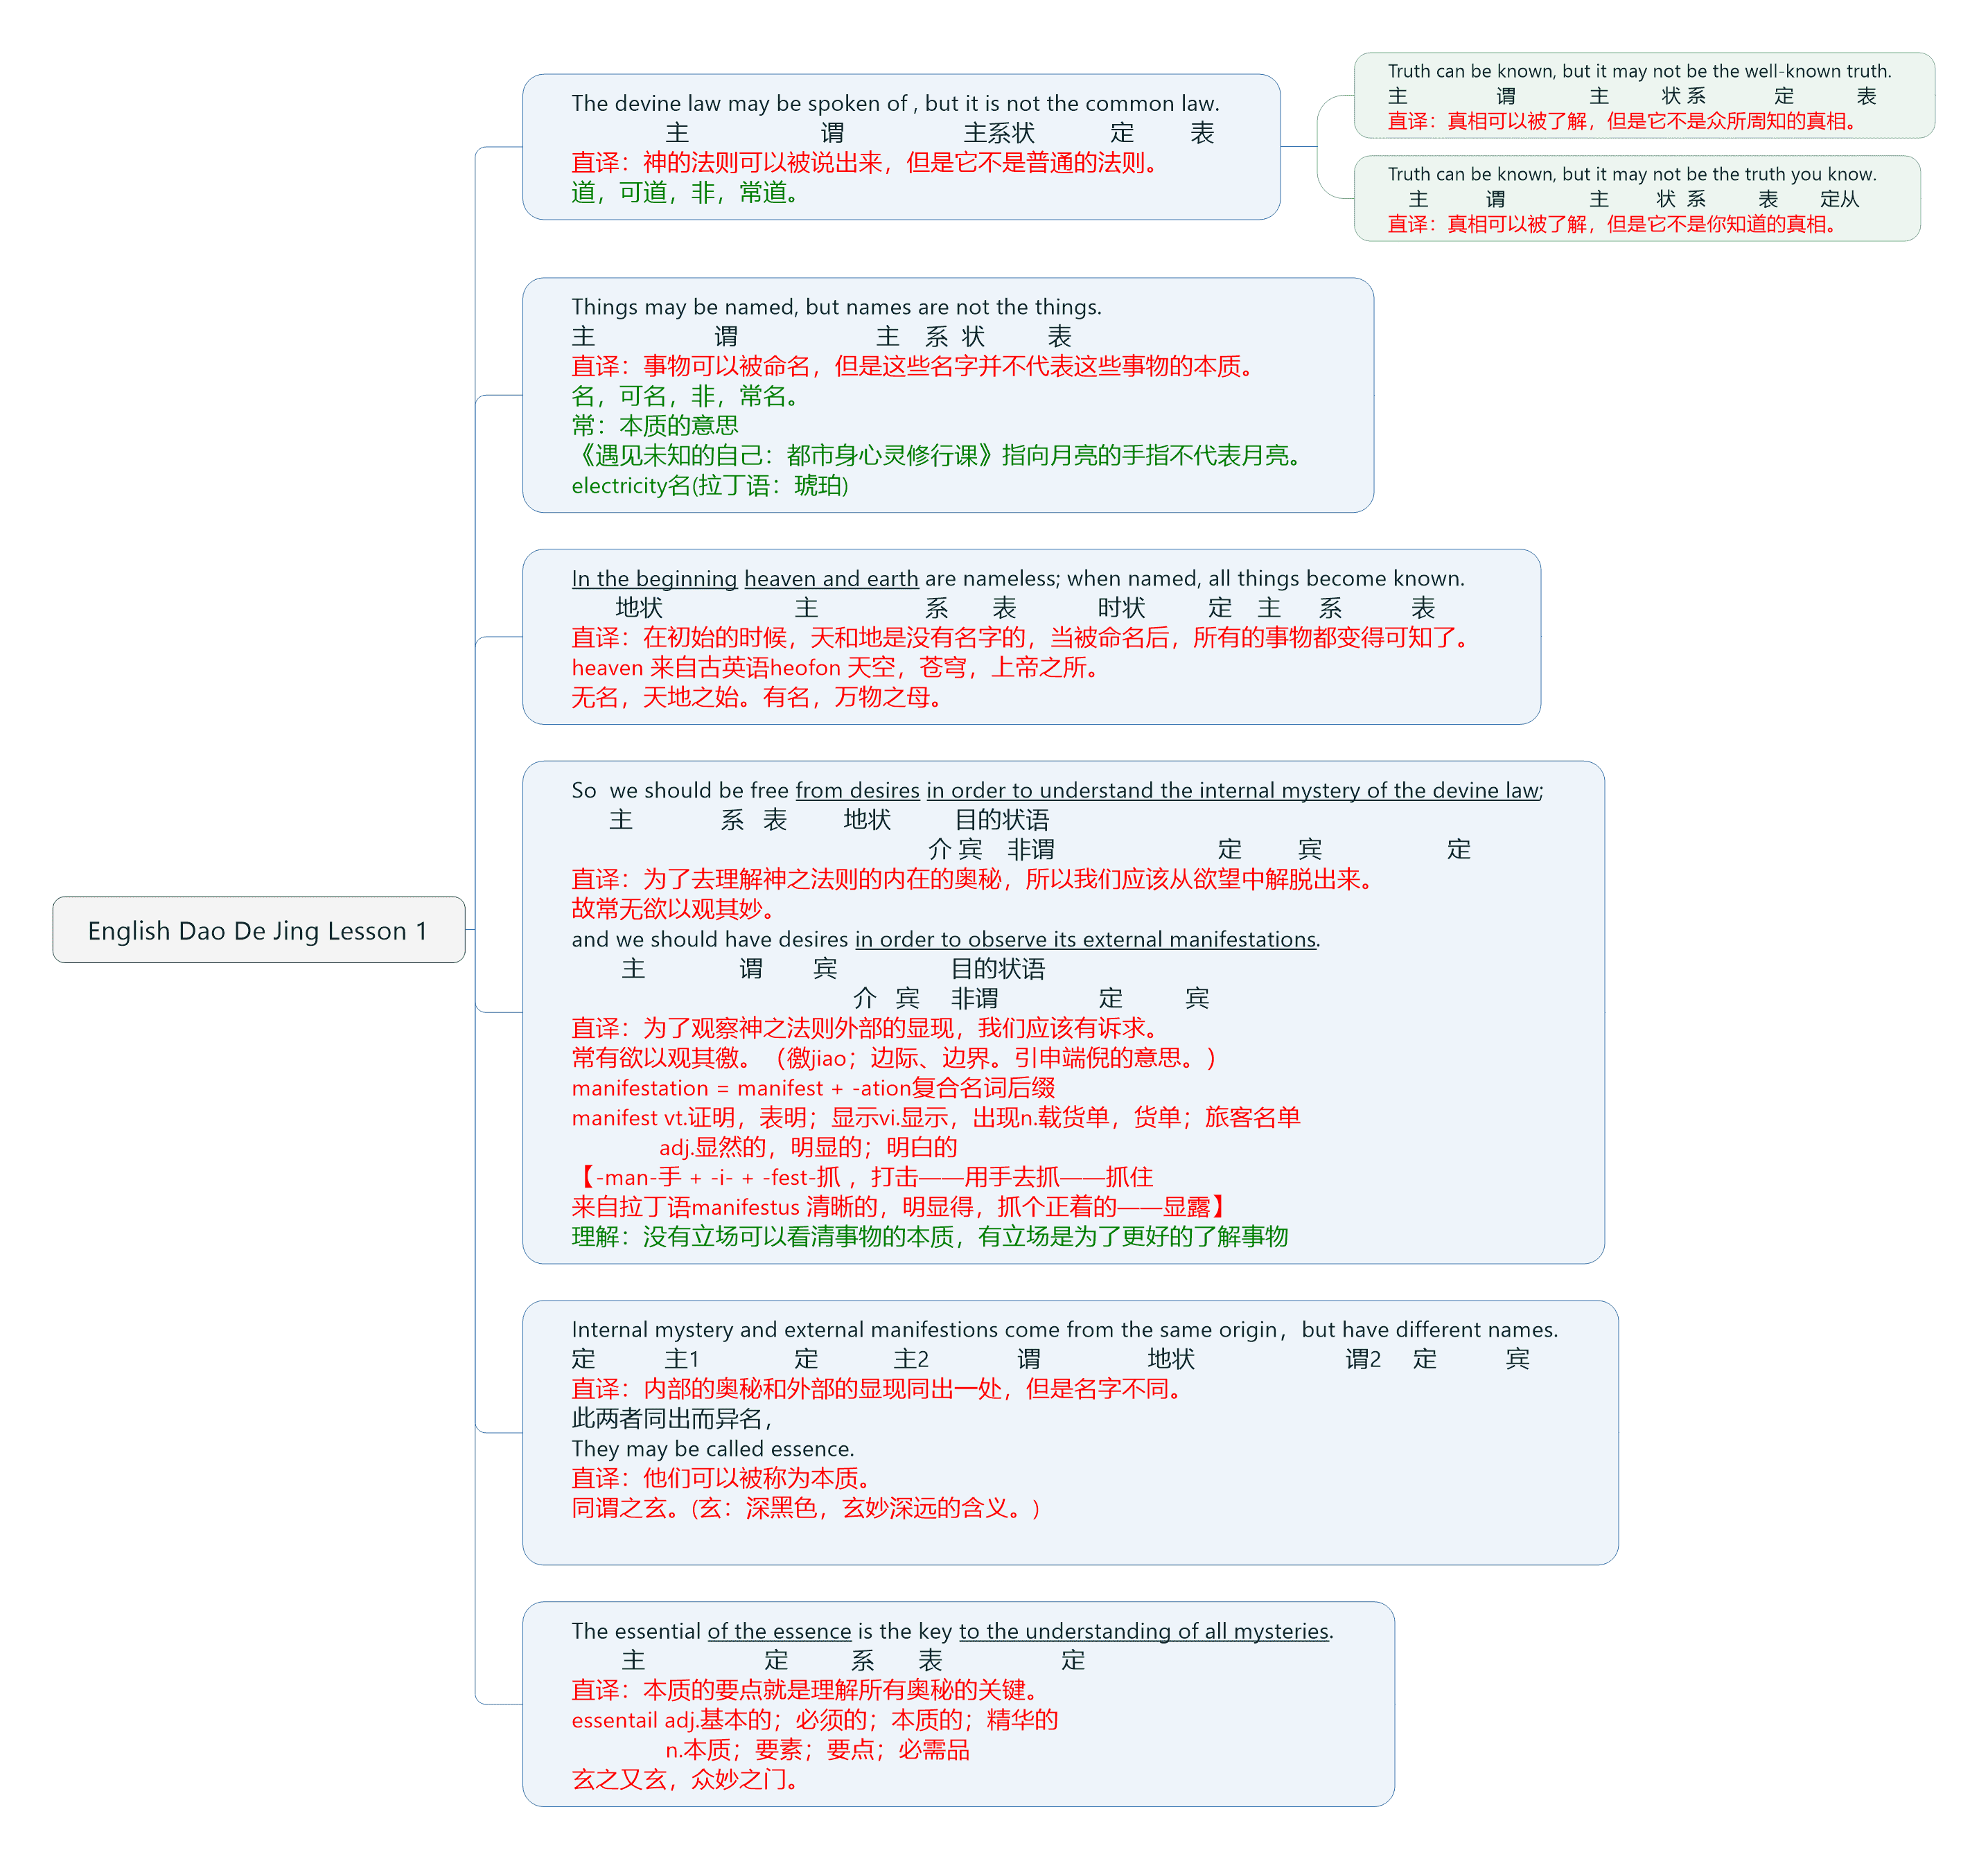 English Dao De Jing Lesson 1
The devine law may be spoken of , but it is not the common law.
主 谓 主系状 定 表
直译：神的法则可以被说出来，但是它不是普通的法则。
道，可道，非，常道。
Truth can be known, but it may not be the well-known truth.
主 谓 主 状 系 定 表
直译：真相可以被了解，但是它不是众所周知的真相。
Truth can be known, but it may not be the truth you know.
主 谓 主 状 系 表 定从
直译：真相可以被了解，但是它不是你知道的真相。
Things may be named, but names are not the things.
主 谓 主 系 状 表
直译：事物可以被命名，但是这些名字并不代表这些事物的本质。
名，可名，非，常名。
常：本质的意思
《遇见未知的自己：都市身心灵修行课》指向月亮的手指不代表月亮。
electricity名(拉丁语：琥珀)
In the beginning heaven and earth are nameless; when named, all things become known.
地状 主 系 表 时状 定 主 系 表
直译：在初始的时候，天和地是没有名字的，当被命名后，所有的事物都变得可知了。
heaven 来自古英语heofon 天空，苍穹，上帝之所。
无名，天地之始。有名，万物之母。
So we should be free from desires in order to understand the internal mystery of the devine law;
主 系 表 地状 目的状语
介 宾 非谓 定 宾 定
直译：为了去理解神之法则的内在的奥秘，所以我们应该从欲望中解脱出来。
故常无欲以观其妙。
and we should have desires in order to observe its external manifestations.
主 谓 宾 目的状语
介 宾 非谓 定 宾
直译：为了观察神之法则外部的显现，我们应该有诉求。
常有欲以观其徼。（徼jiao；边际、边界。引申端倪的意思。）
manifestation = manifest + -ation复合名词后缀
manifest vt.证明，表明；显示vi.显示，出现n.载货单，货单；旅客名单
adj.显然的，明显的；明白的
【-man-手 + -i- + -fest-抓 ，打击——用手去抓——抓住
来自拉丁语manifestus 清晰的，明显得，抓个正着的——显露】
理解：没有立场可以看清事物的本质，有立场是为了更好的了解事物
Internal mystery and external manifestions come from the same origin，but have different names.
定 主1 定 主2 谓 地状 谓2 定 宾
直译：内部的奥秘和外部的显现同出一处，但是名字不同。
此两者同出而异名，
They may be called essence.
直译：他们可以被称为本质。
同谓之玄。(玄：深黑色，玄妙深远的含义。)
The essential of the essence is the key to the understanding of all mysteries.
主 定 系 表 定
直译：本质的要点就是理解所有奥秘的关键。
essentail adj.基本的；必须的；本质的；精华的
n.本质；要素；要点；必需品
玄之又玄，众妙之门。